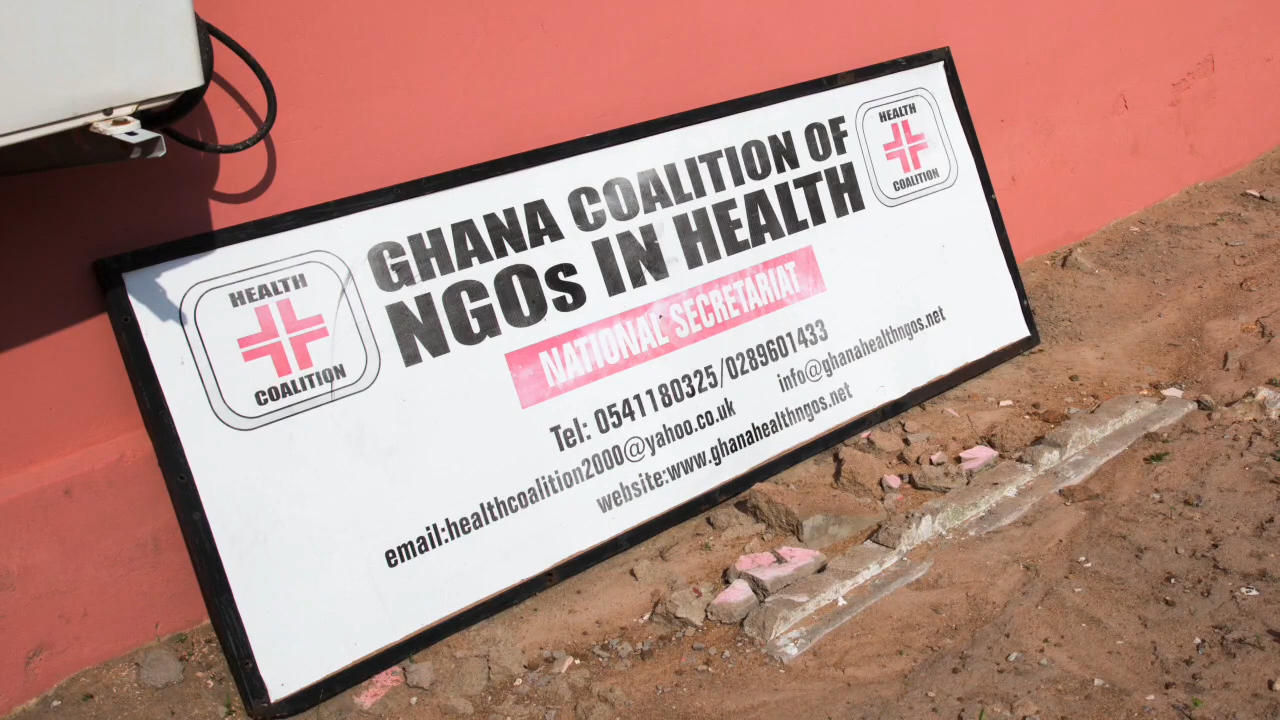 HEALTH
COALITION
GHANA COALITION OF
NGOs IN HEALTH
NATIONAL SECRETARIAT
Tel: 0541180325/0289601433
email:healthcoalition2000@yahoo.co.uk info@ghanahealthngos.net
website:www.ghanahealthngos.net
HEALTH
COALITION